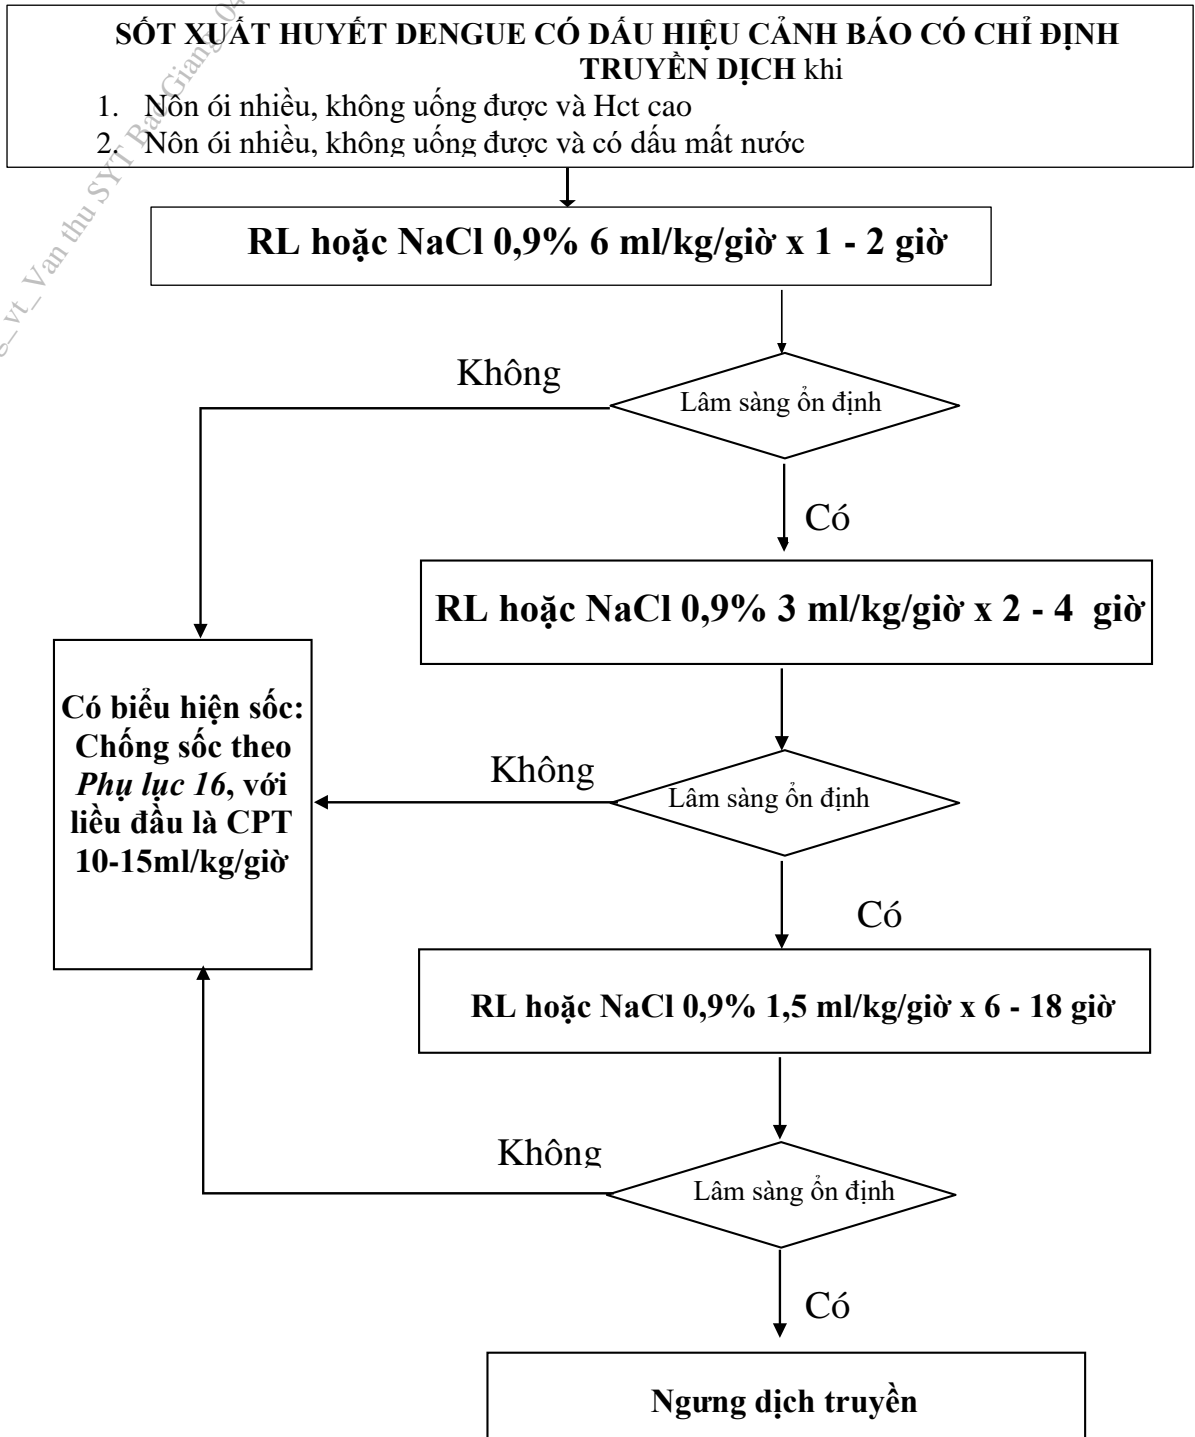 SỐT XUẤT HUYẾT DENGUE CÓ DẤU HIỆU CẢNH BÁO CÓ CHỈ ĐỊNH
TRUYỀN DỊCH khi
1. Nôn ói nhiều, không uống được và Hct cao
2. Nôn ói nhiều, không uống được và có dấu mất nước
RL hoặc NaCl 0,9% 6 ml/kg/giờ x 1 - 2 giờ
Không
Lâm sàng ổn định
Có
RL hoặc NaCl 0,9% 3 ml/kg/giờ x 2 - 4 giờ
Có biểu hiện sốc:
Chống sốc theo
Phụ lục 16, với
liều đầu là CPT
10-15ml/kg/giờ
Không
Lâm sàng ổn định
Có
RL hoặc NaCl 0,9% 1,5 ml/kg/giờ x 6 - 18 giờ
Không
Lâm sàng ổn định
Có
Ngưng dịch truyền
vt_Van thu SYT Bac Giang_04